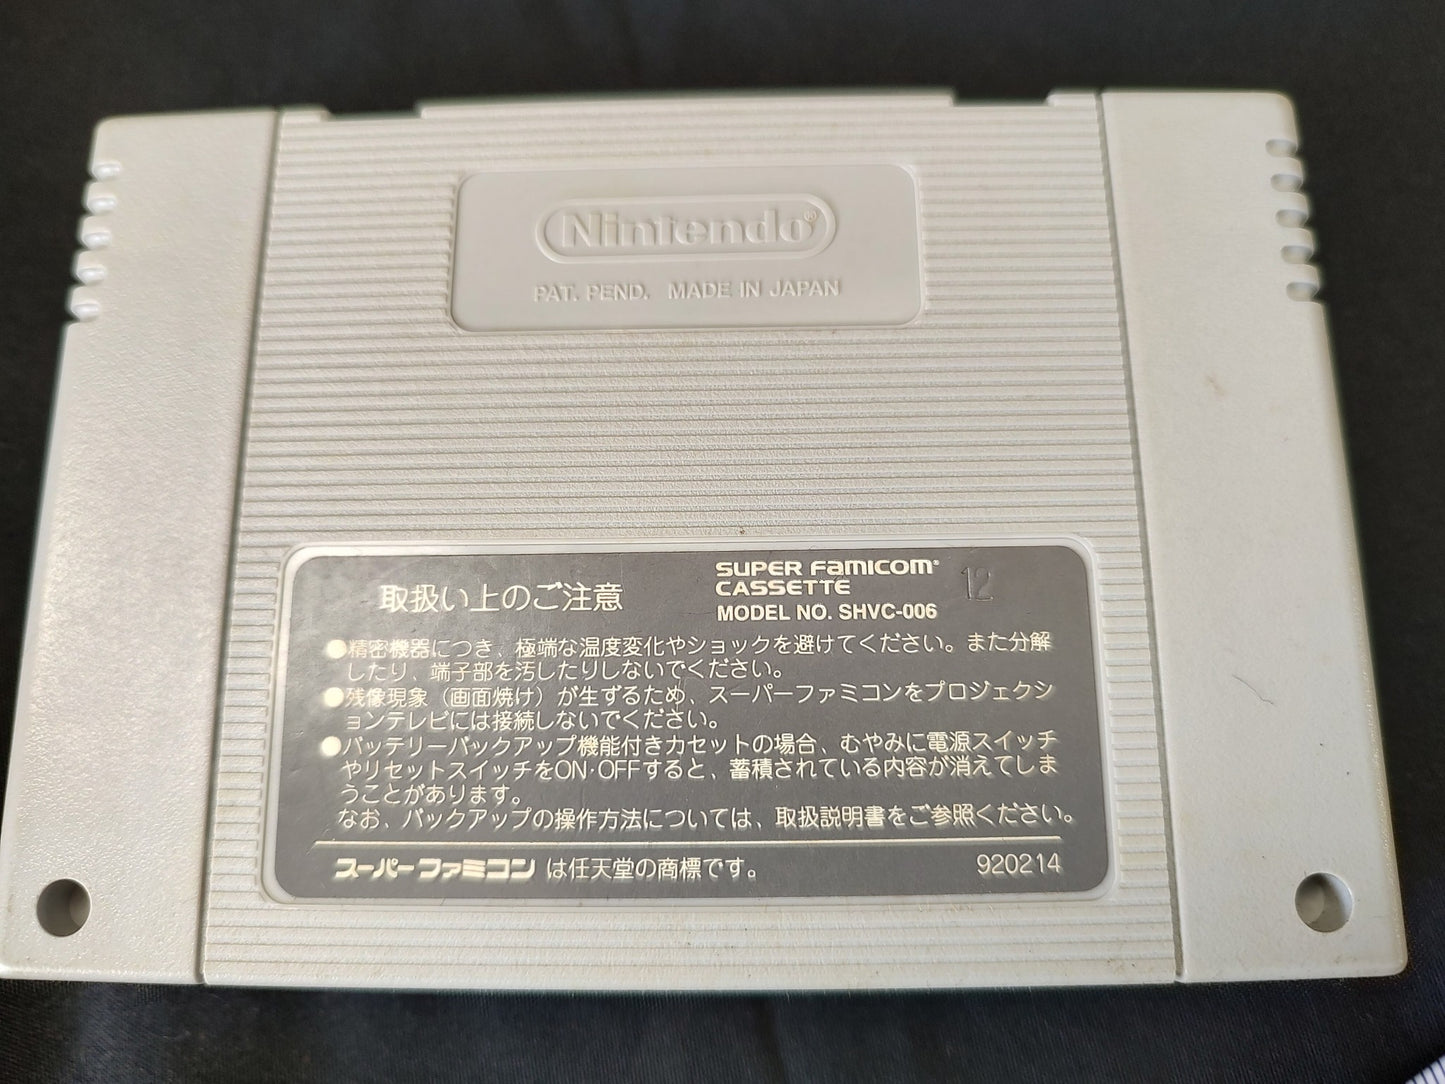 Nintendo®
PAT. PEND. MADE IN JAPAN
取扱い上のご注意
SUPER FAMICOM®
CASSETTE
MODEL NO. SHVC-006
12
●精密機器につき、極端な温度変化やショックを避けてください。また分解
したり、端子部を汚したりしないでください。
●残像現象（画面焼け）が生ずるため、スーパーファミコンをプロジェクシ
ョンテレビには接続しないでください。
●バッテリーバックアップ機能付きカセットの場合、むやみに電源スイッチ
やリセットスイッチをON·OFFすると、蓄積されている内容が消えてしま
うことがあります。
なお、バックアップの操作方法については、取扱説明書をご参照ください。
スーパーファミコン は任天堂の商標です。
920214